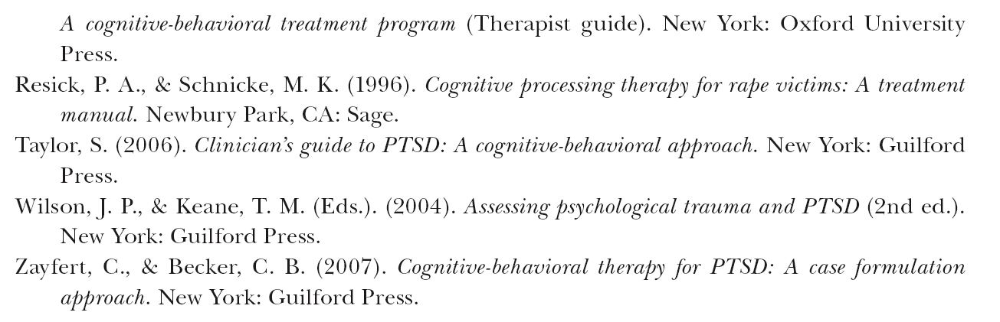 A cognitive-behavioral treatment program (Therapist guide). New York: Oxford University
Press.
Resick, P. A., & Schnicke, M. K. (1996). Cognitive processing therapy for rape victims: A treatment
manual. Newbury Park, CA: Sage.
Taylor, S. (2006). Clinician’s guide to PTSD: A cognitive-behavioral approach. New York: Guilford
Press.
Wilson, J. P., & Keane, T. M. (Eds.). (2004). Assessing psychological trauma and PTSD (2nd ed.).
New York: Guilford Press.
Zayfert, C., & Becker, C. B. (2007). Cognitive-behavioral therapy for PTSD: A case formulation
approach. New York: Guilford Press.